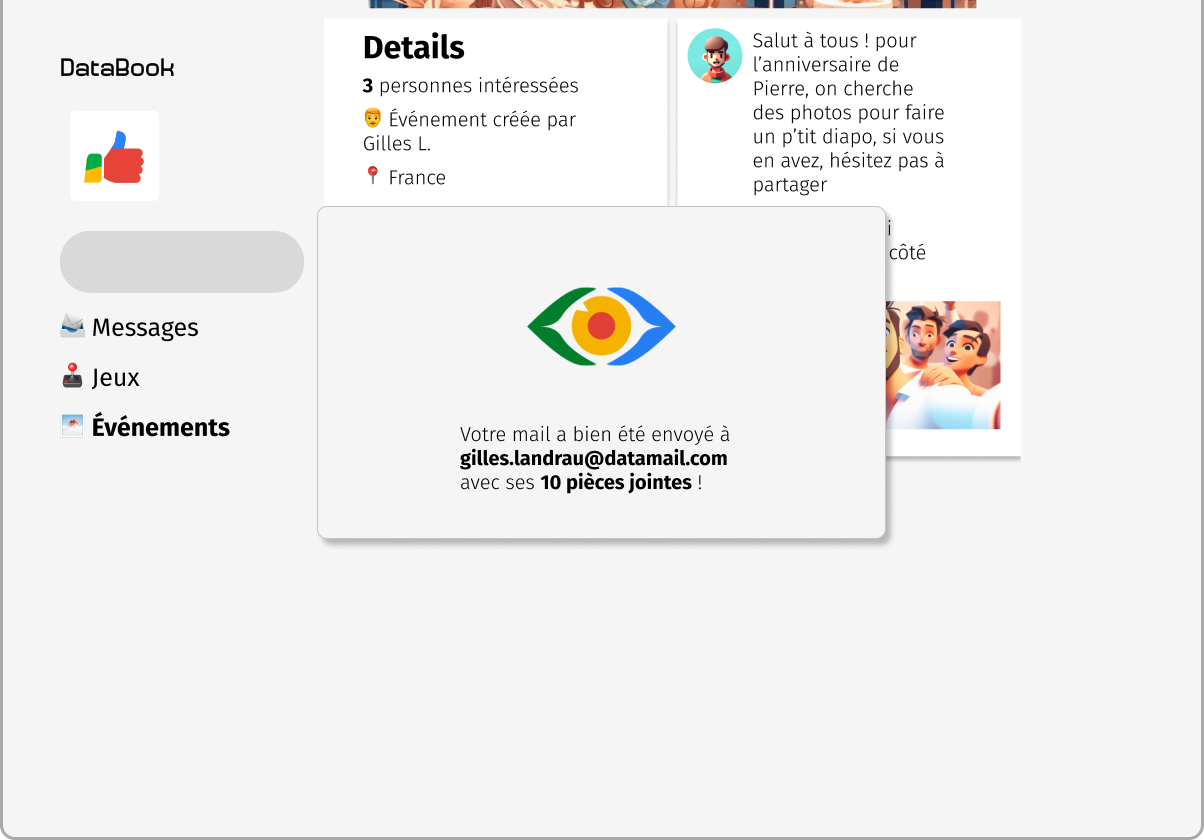 DataBook
Messages
Jeux
Événements
Details
3 personnes intéressées
Événement créée par
Gilles L.
France
Salut à tous ! pour
l’anniversaire de
Pierre, on cherche
des photos pour faire
un p’tit diapo, si vous
en avez, hésitez pas à
partager
côté
Votre mail a bien été envoyé à
gilles.landrau@datamail.com
avec ses 10 pièces jointes !